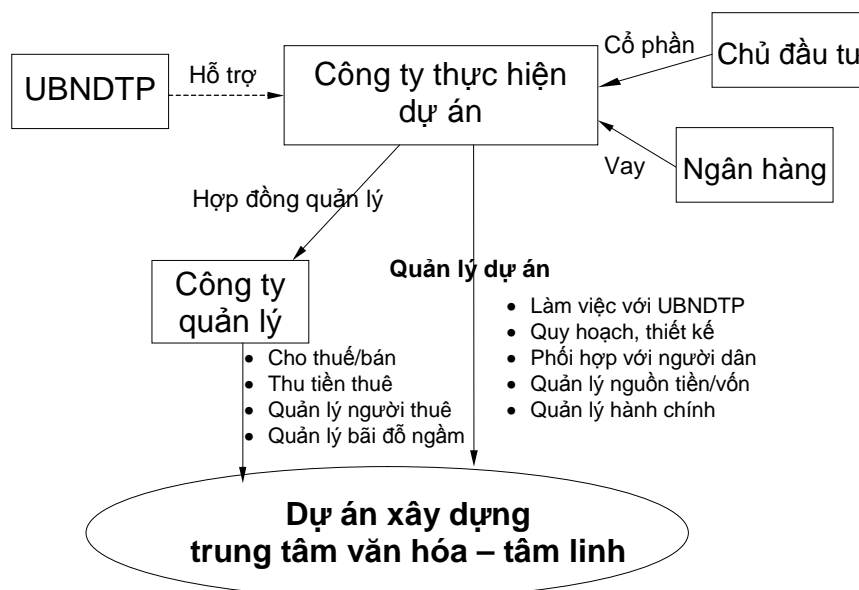 UBNDTP
Hỗ trợ
Công ty thực hiện
dự án
Cổ phần
Chủ đầu tư
Vay
Ngân hàng
Hợp đồng quản lý
Công ty
quản lý
Quản lý dự án
• Làm việc với UBNDTP
• Quy hoạch, thiết kế
• Phối hợp với người dân
• Quản lý nguồn tiền/vốn
• Quản lý hành chính
• Cho thuế/bán
• Thu tiền thuê
• Quản lý người thuê
• Quản lý bãi đỗ ngầm
Dự án xây dựng
trung tâm văn hóa – tâm linh